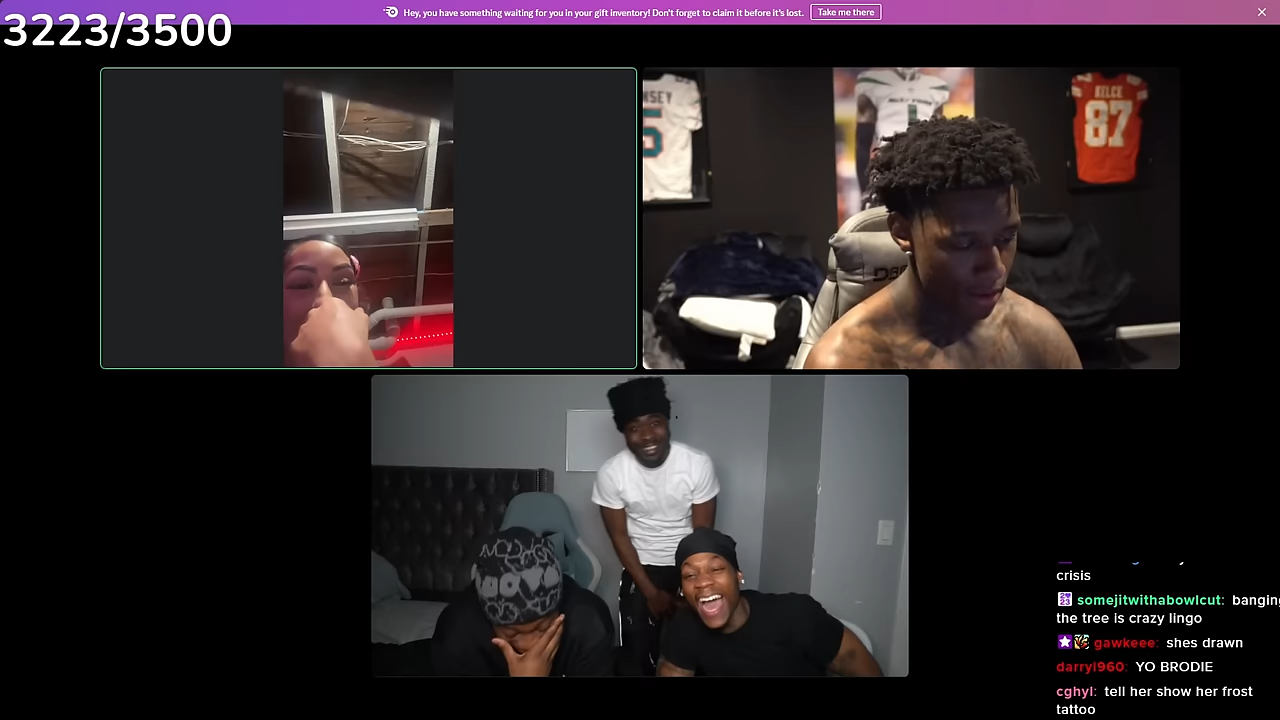 Hey, you have something waiting for you in your gift inventory! Don't forget to claim it before it's lost.
Take me there
3223/3500
KELCE
87
5
crisis
somejitwithabowlcut: banging
the tree is crazy lingo
gawkeee: shes drawn
darryl960: YO BRODIE
cghyl: tell her show her frost
tattoo